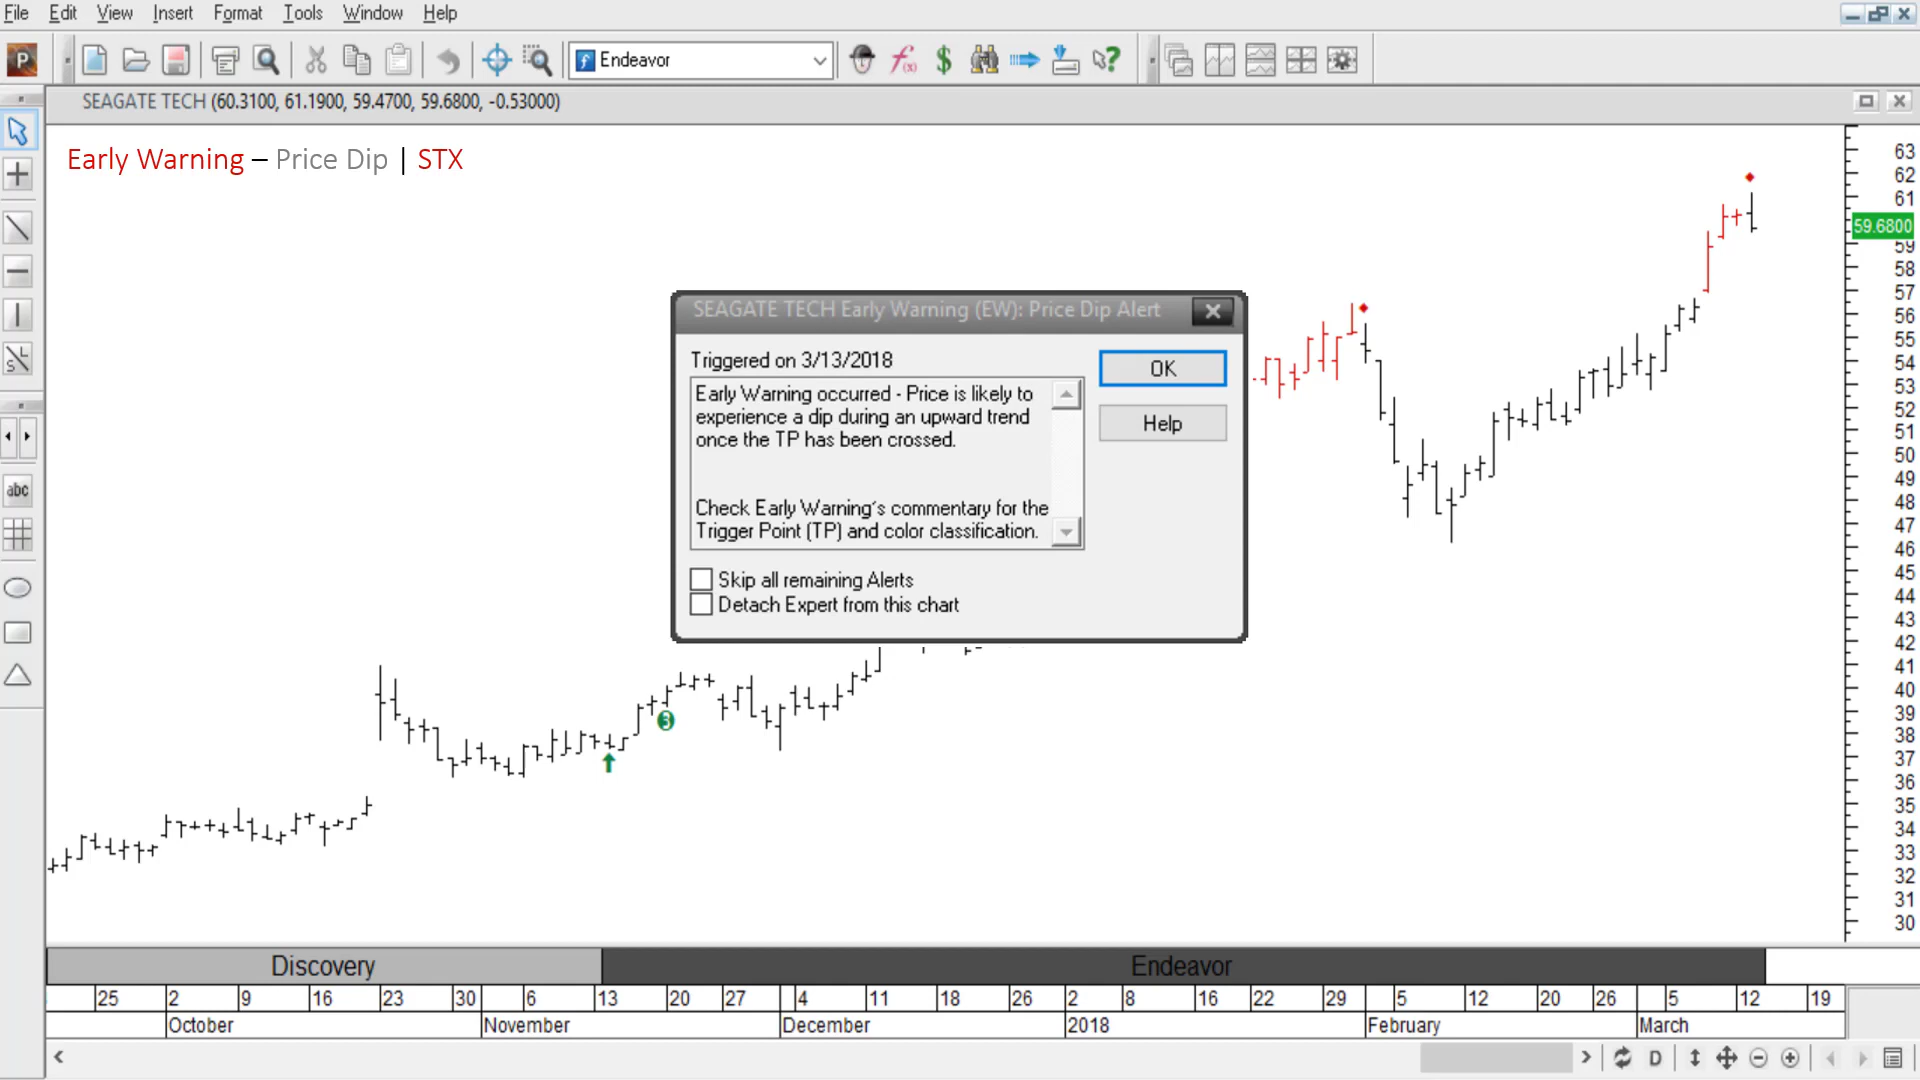 File Edit View Insert Format Tools Window Help
P
Endeavor
f(x) $ ?
SEAGATE TECH (60.3100, 61.1900, 59.4700, 59.6800, -0.53000)
Early Warning – Price Dip | STX
63
62
61
59.6800
59
58
57
56
55
54
53
52
51
50
49
48
47
46
45
44
43
42
41
40
39
38
37
36
35
34
33
32
31
30
SEAGATE TECH Early Warning (EW): Price Dip Alert
Triggered on 3/13/2018
OK
Early Warning occurred - Price is likely to
experience a dip during an upward trend
once the TP has been crossed.
Help
Check Early Warning's commentary for the
Trigger Point (TP) and color classification.
Skip all remaining Alerts
Detach Expert from this chart
abc
3
Discovery Endeavor
25 2 9 16 23 30 6 13 20 27 4 11 18 26 2 8 16 22 29 5 12 20 26 5 12 19
October November December 2018 February March
D